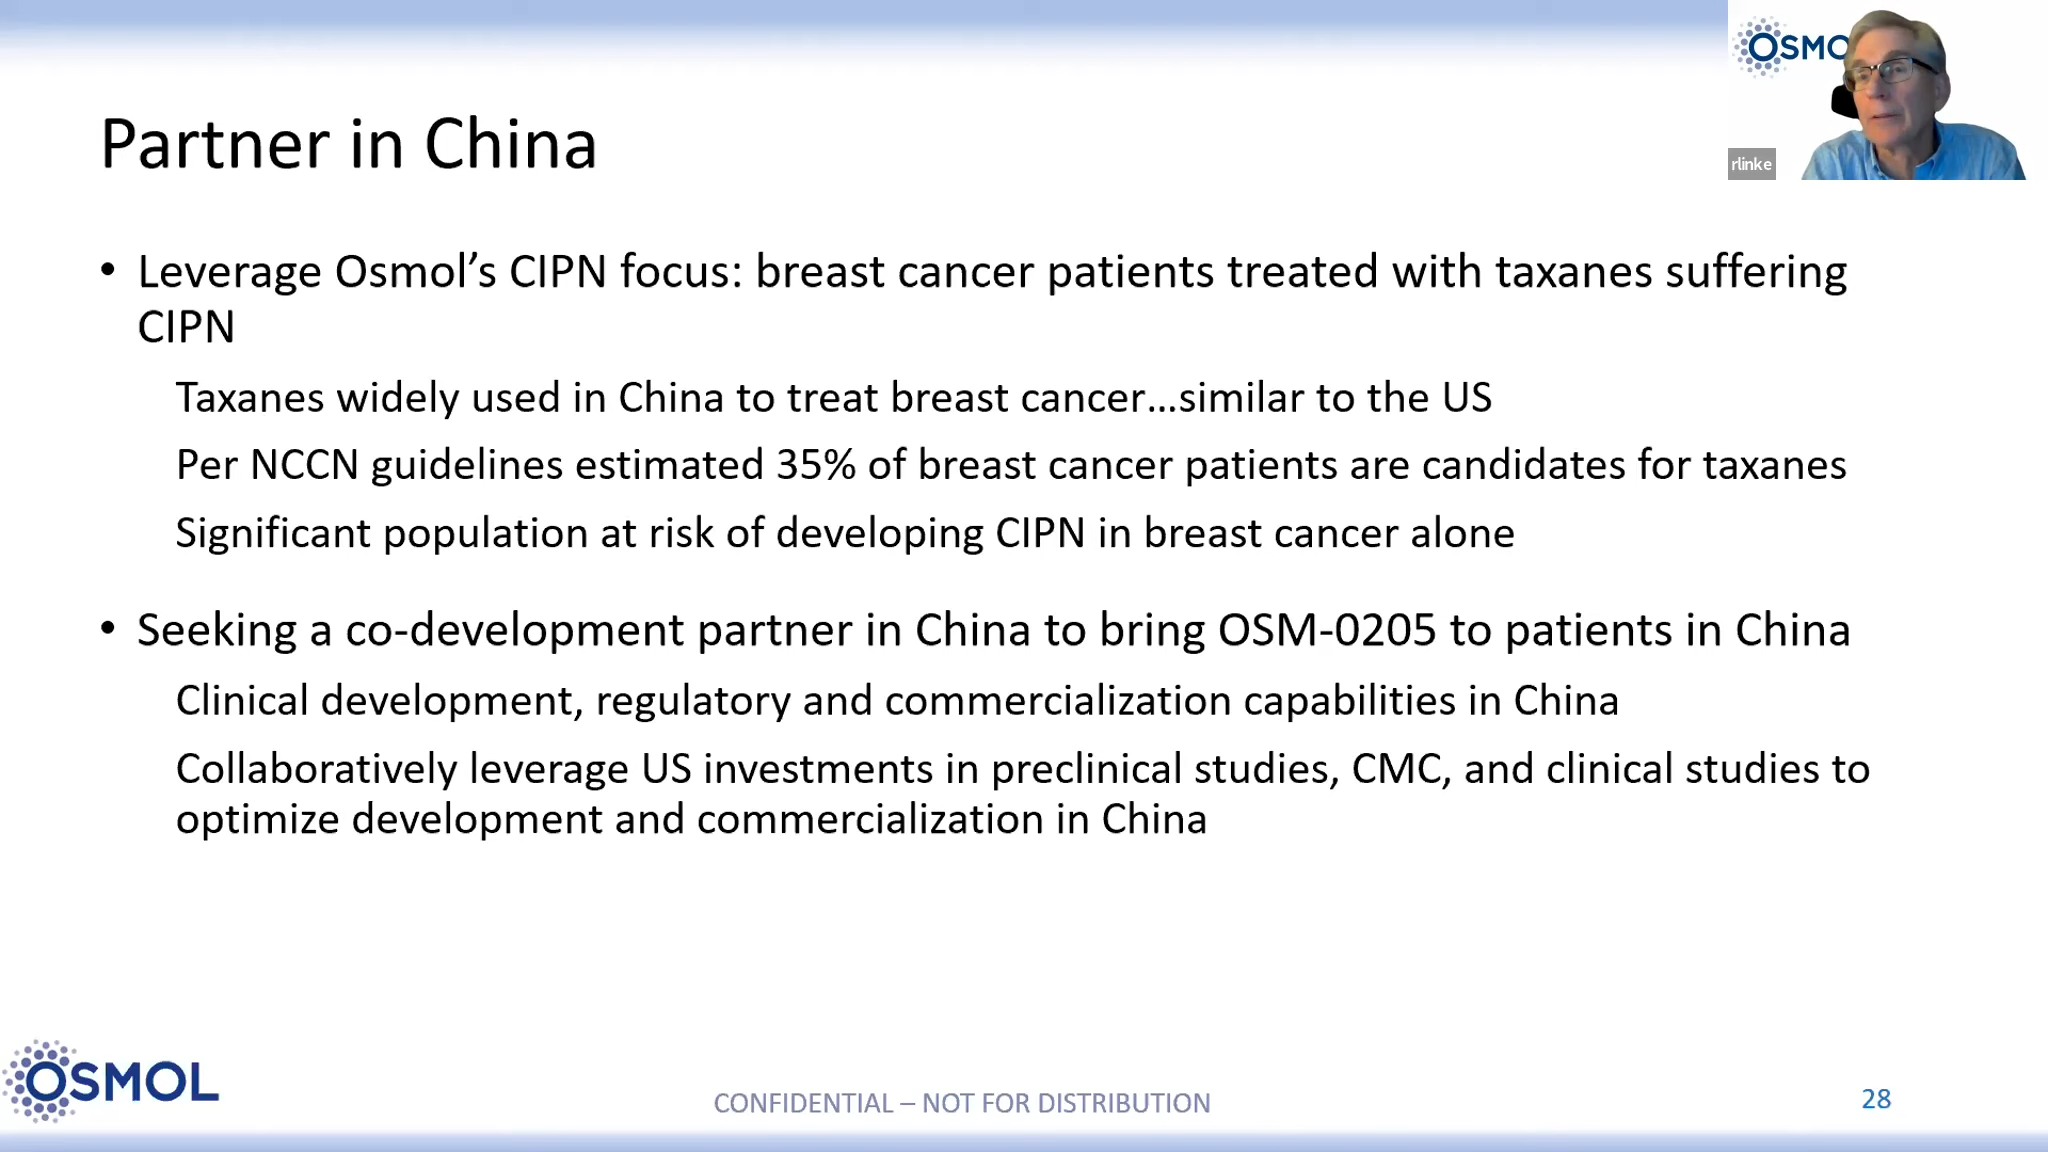 OSMO
rlinke
Partner in China
• Leverage Osmol’s CIPN focus: breast cancer patients treated with taxanes suffering
CIPN
Taxanes widely used in China to treat breast cancer…similar to the US
Per NCCN guidelines estimated 35% of breast cancer patients are candidates for taxanes
Significant population at risk of developing CIPN in breast cancer alone
• Seeking a co-development partner in China to bring OSM-0205 to patients in China
Clinical development, regulatory and commercialization capabilities in China
Collaboratively leverage US investments in preclinical studies, CMC, and clinical studies to
optimize development and commercialization in China
OSMOL
CONFIDENTIAL – NOT FOR DISTRIBUTION
28